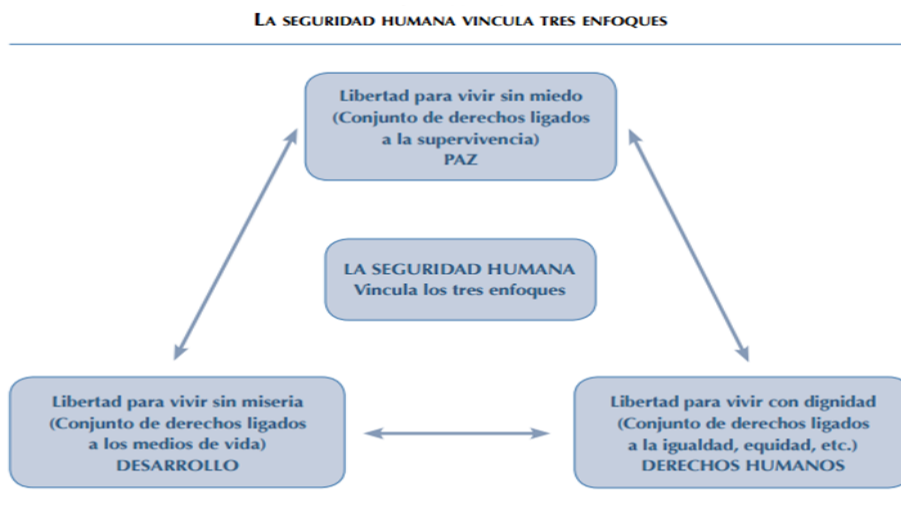 LA SEGURIDAD HUMANA VINCULA TRES ENFOQUES
Libertad para vivir sin miedo
(Conjunto de derechos ligados
a la supervivencia)
PAZ
LA SEGURIDAD HUMANA
Vincula los tres enfoques
Libertad para vivir sin miseria
(Conjunto de derechos ligados
a los medios de vida)
DESARROLLO
Libertad para vivir con dignidad
(Conjunto de derechos ligados
a la igualdad, equidad, etc.)
DERECHOS HUMANOS